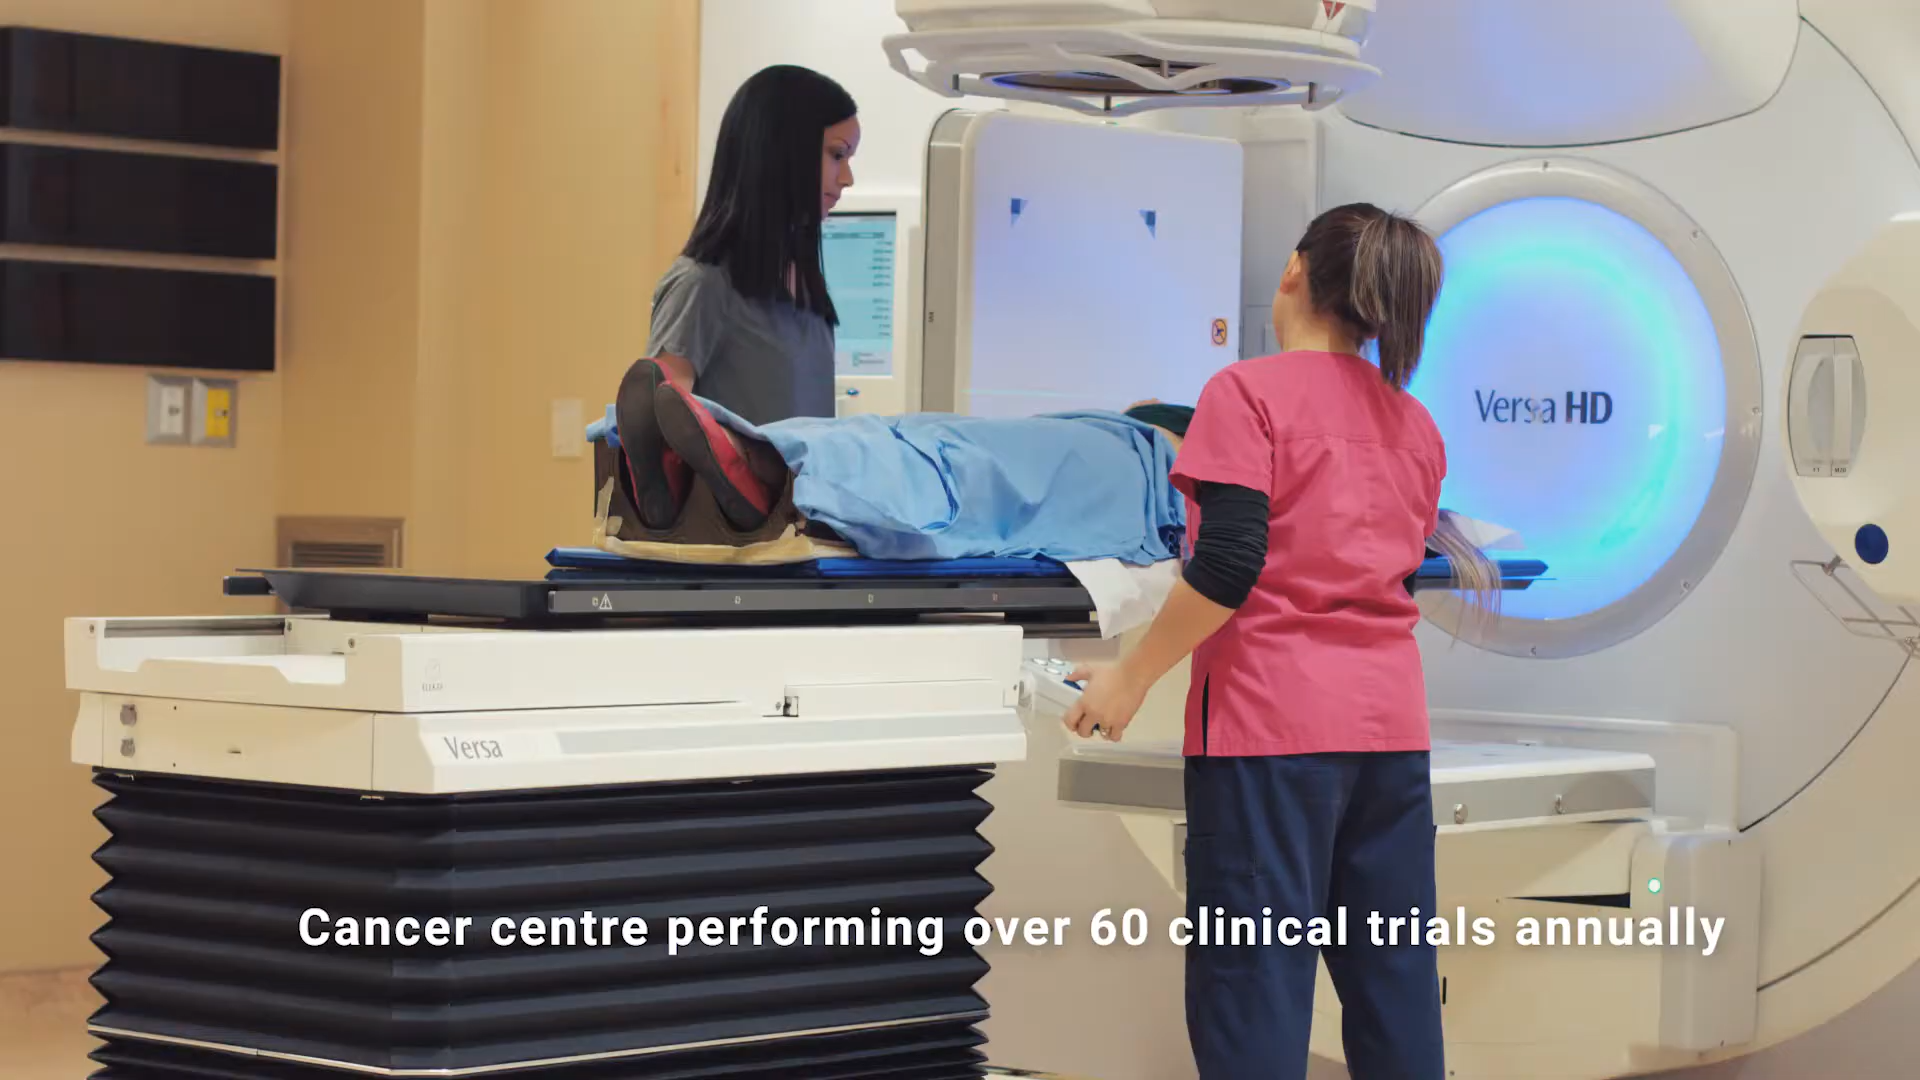 Versa HD
Versa
Cancer centre performing over 60 clinical trials annually